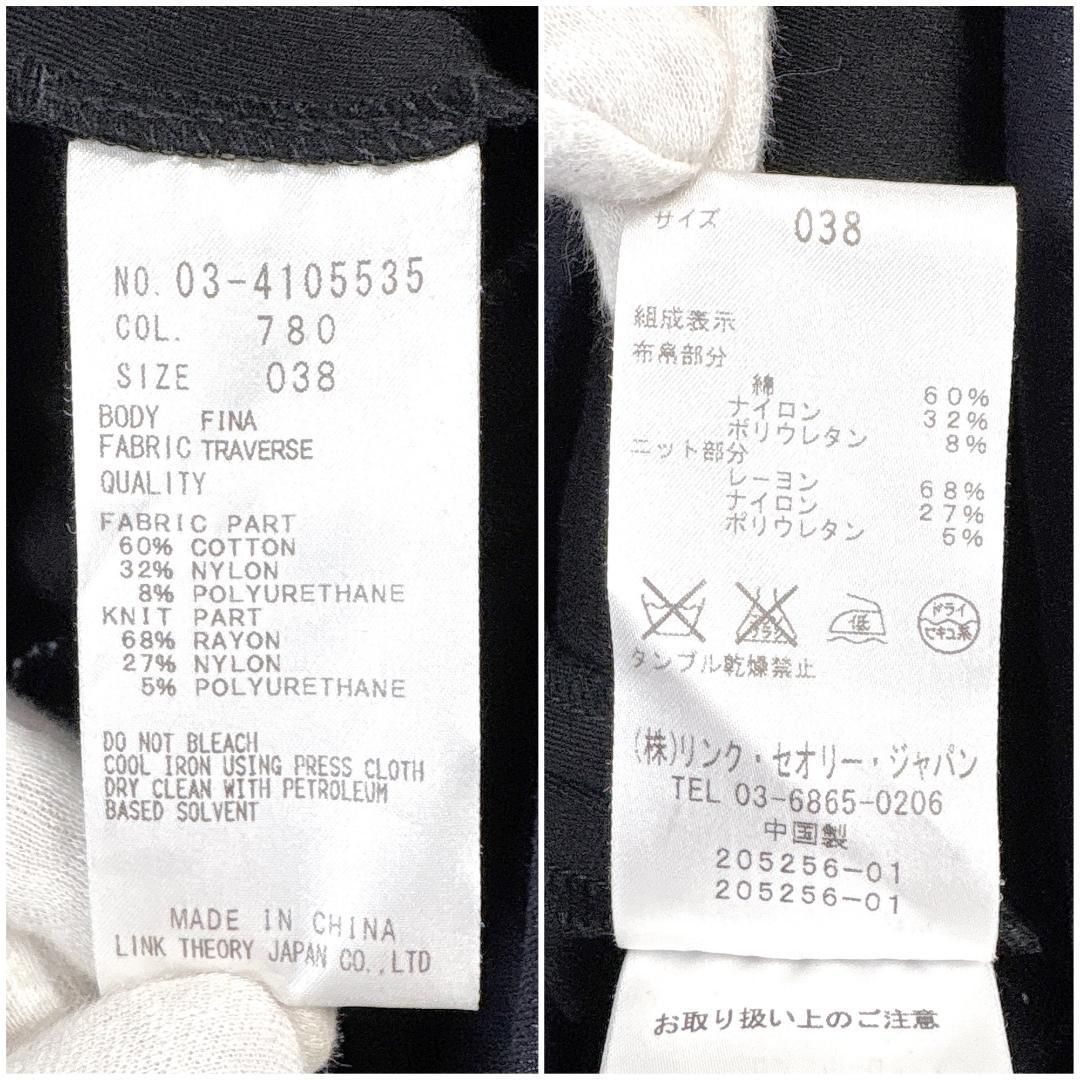 NO. 03-4105535
COL. 780
SIZE 038
BODY FINA
FABRIC TRAVERSE
QUALITY
FABRIC PART
60% COTTON
32% NYLON
8% POLYURETHANE
KNIT PART
68% RAYON
27% NYLON
5% POLYURETHANE
DO NOT BLEACH
COOL IRON USING PRESS CLOTH
DRY CLEAN WITH PETROLEUM
BASED SOLVENT
MADE IN CHINA
LINK THEORY JAPAN CO.,LTD
サイズ 038
組成表示
布帛部分
綿 60%
ナイロン 32%
ポリウレタン 8%
ニット部分
レーヨン 68%
ナイロン 27%
ポリウレタン 5%
エンソ
サラシ
低
ドライ
セキユ系
タンブル乾燥禁止
(株)リンク・セオリー・ジャパン
TEL 03-6865-0206
中国製
205256-01
205256-01
お取り扱い上のご注意